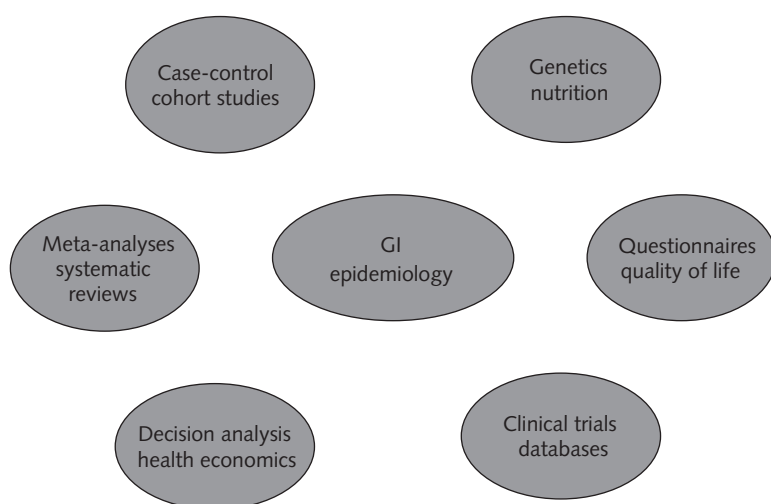 Case-control
cohort studies
Genetics
nutrition
Meta-analyses
systematic
reviews
GI
epidemiology
Questionnaires
quality of life
Decision analysis
health economics
Clinical trials
databases